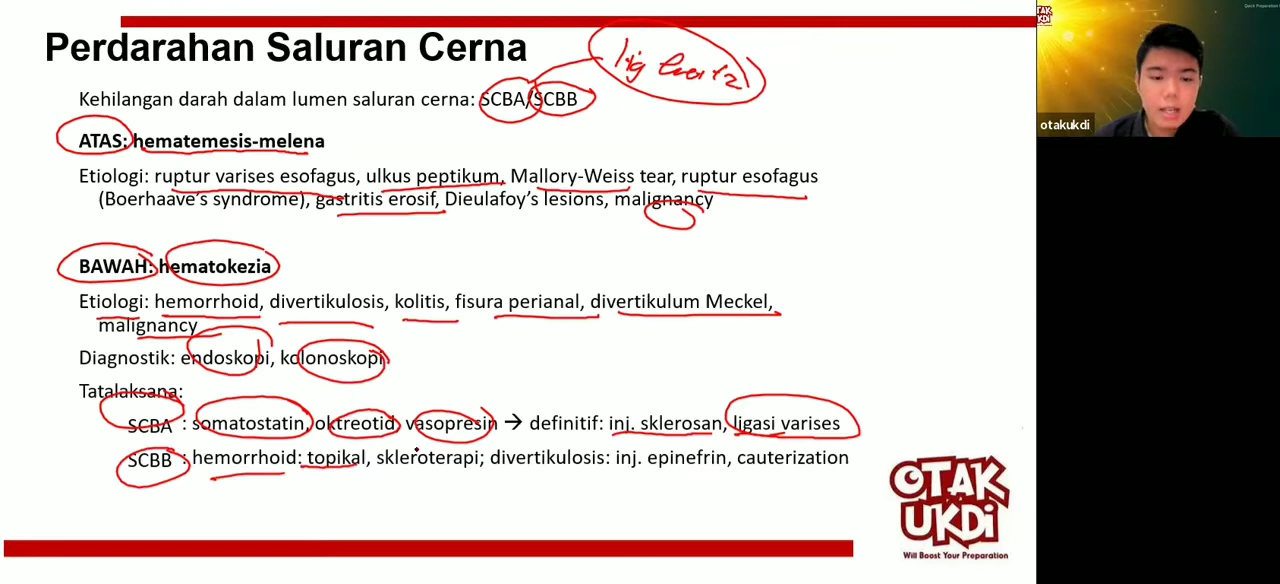 Perdarahan Saluran Cerna
Kehilangan darah dalam lumen saluran cerna: SCBA/SCBB
ATAS: hematemesis-melena
Etiologi: ruptur varises esofagus, ulkus peptikum, Mallory-Weiss tear, ruptur esofagus
(Boerhaave's syndrome), gastritis erosif, Dieulafoy's lesions, malignancy
BAWAH: hematokezia
Etiologi: hemorrhoid, divertikulosis, kolitis, fisura perianal, divertikulum Meckel,
malignancy
Diagnostik: endoskopi, kolonoskopi
Tatalaksana:
SCBA : somatostatin, oktreotid, vasopresin → definitif: inj. sklerosan, ligasi varises
SCBB : hemorrhoid: topikal, skleroterapi; divertikulosis: inj. epinefrin, cauterization
OTAK
UKDi
Will Boost Your Preparation
otakukdi